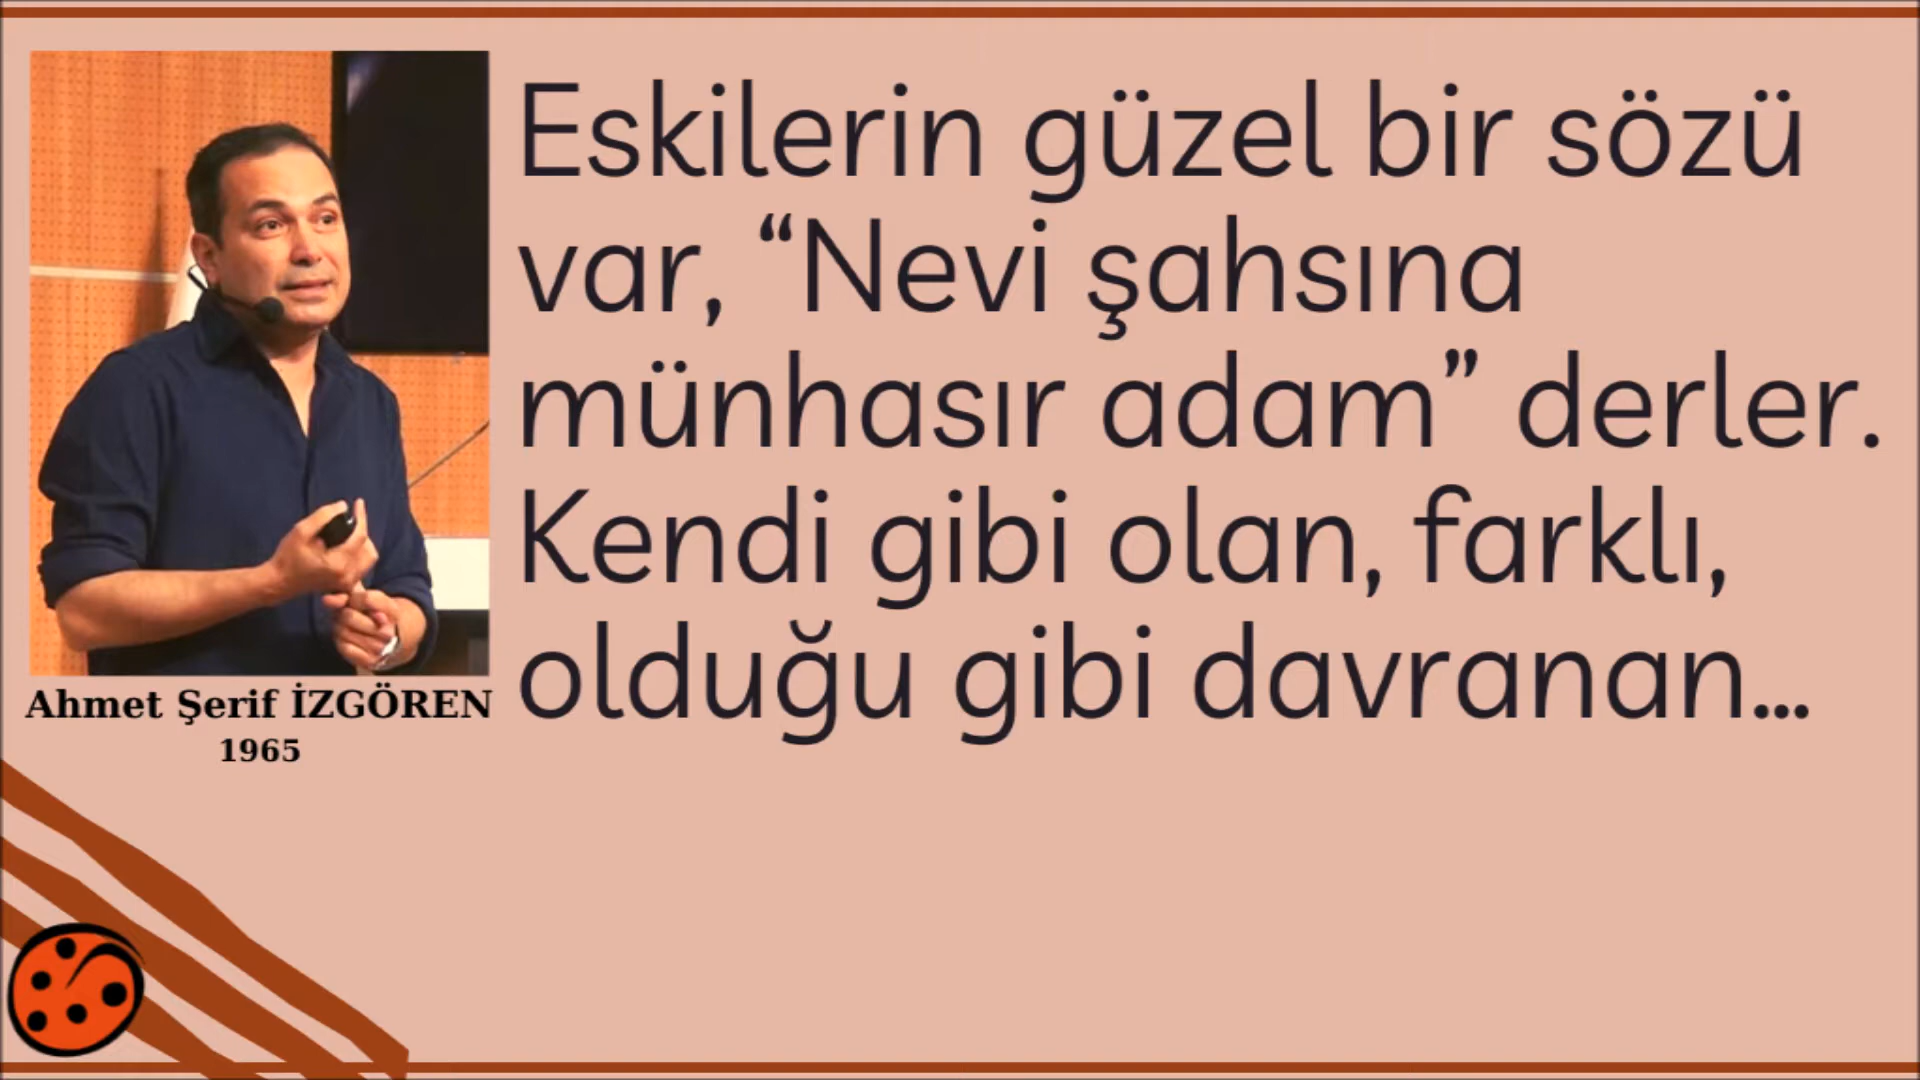 Eskilerin güzel bir sözü
var, “Nevi şahsına
münhasır adam” derler.
Kendi gibi olan, farklı,
olduğu gibi davranan...
Ahmet Şerif İZGÖREN
1965